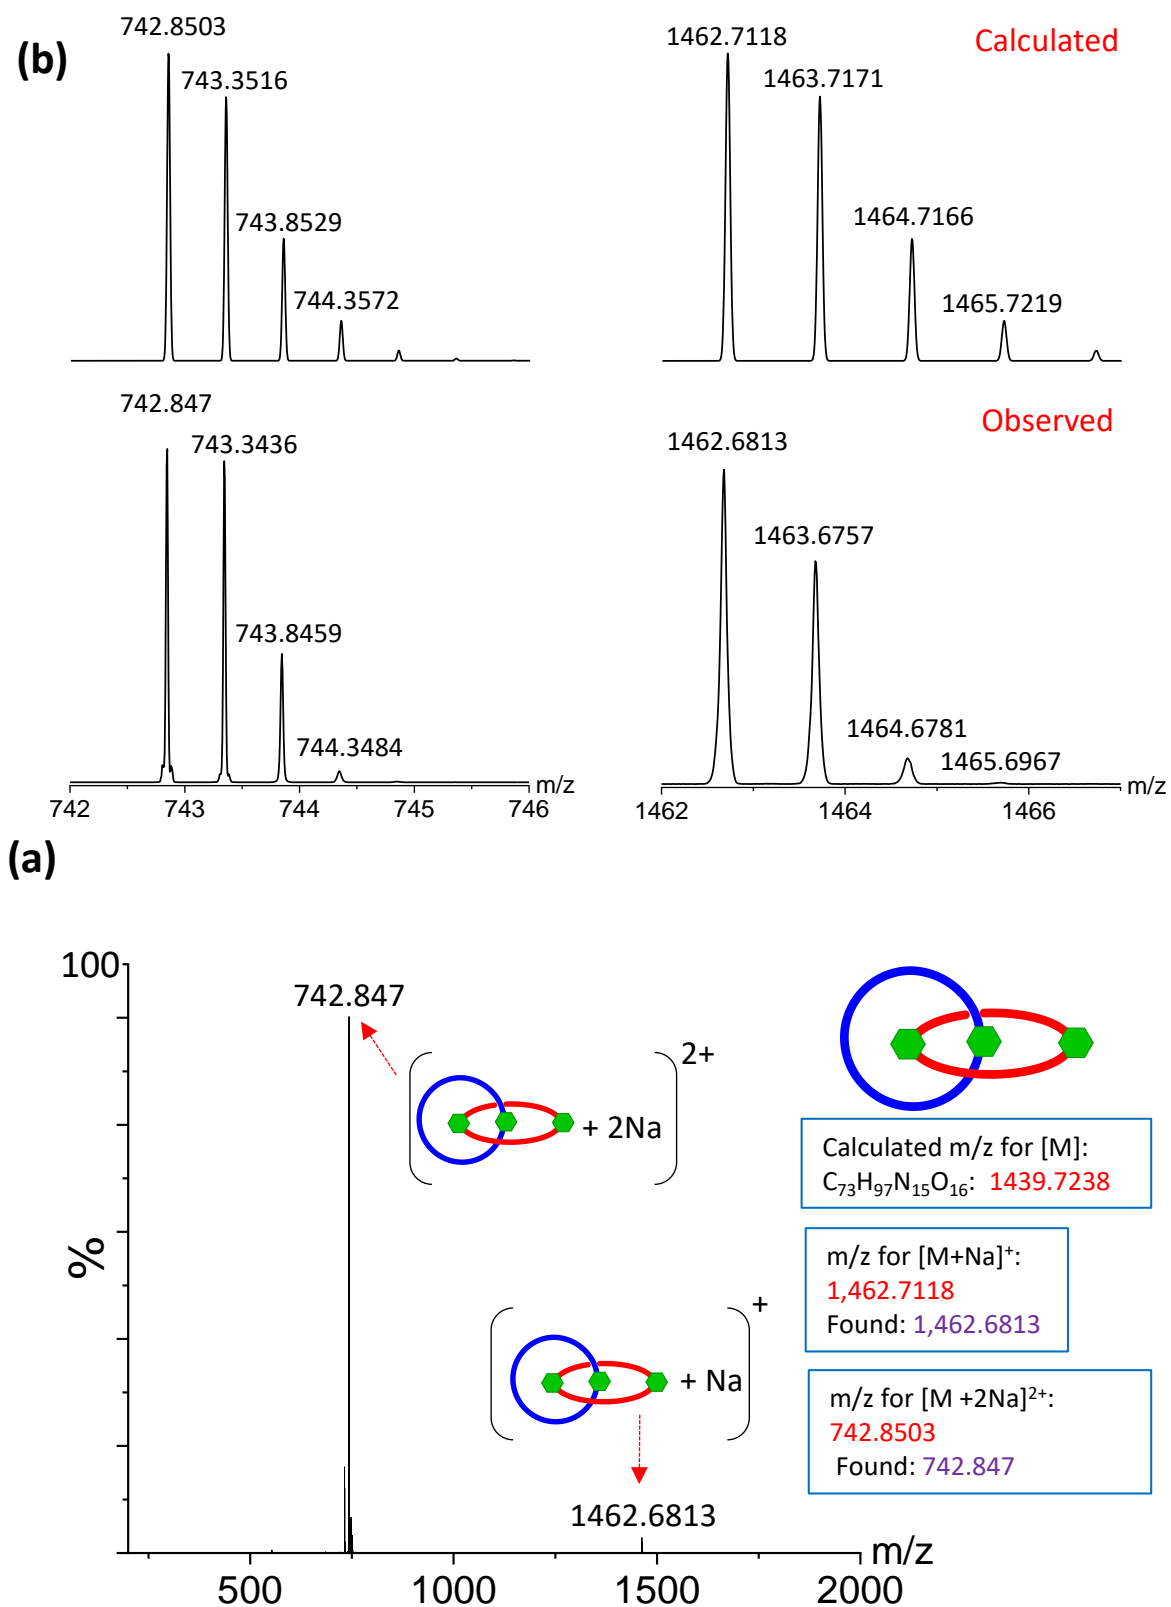 (b)
Calculated
742.8503
743.3516
743.8529
744.3572
1462.7118
1463.7171
1464.7166
1465.7219
Observed
742.847
743.3436
743.8459
744.3484
1462.6813
1463.6757
1464.6781
1465.6967
742 743 744 745 746 m/z
1462 1464 1466 m/z
(a)
100
%
742.847
2+
+ 2Na
+
+ Na
1462.6813
500 1000 1500 2000 m/z
Calculated m/z for [M]:
C₇₃H₉₇N₁₅O₁₆: 1439.7238
m/z for [M+Na]⁺:
1,462.7118
Found: 1,462.6813
m/z for [M +2Na]²⁺:
742.8503
Found: 742.847